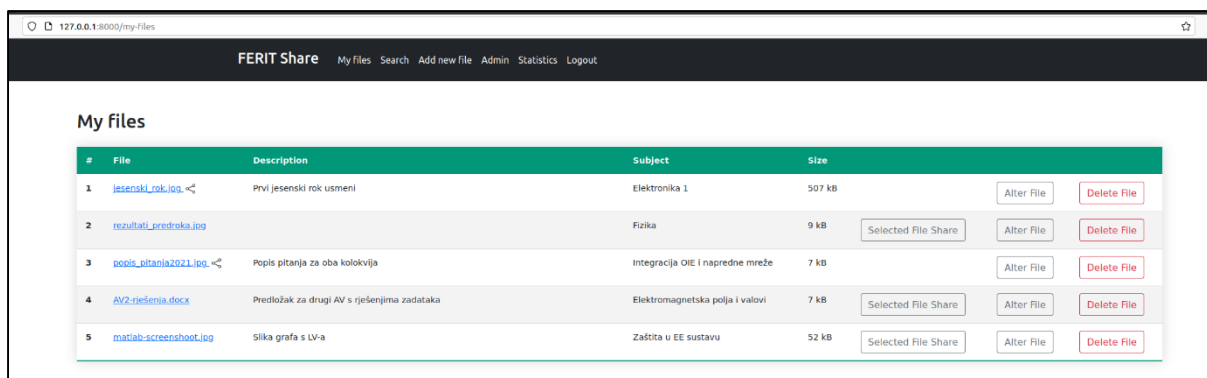 127.0.0.1:8000/my-files
FERIT Share My files Search Add new file Admin Statistics Logout
My files
# File Description Subject Size
1 jesenski_rok.jpg Prvi jesenski rok usmeni Elektronika 1 507 kB Alter File Delete File
2 rezultati_predroka.jpg Fizika 9 kB Selected File Share Alter File Delete File
3 popis_pitanja2021.jpg Popis pitanja za oba kolokvija Integracija OIE i napredne mreže 7 kB Alter File Delete File
4 AV2-rješenja.docx Predložak za drugi AV s rješenjima zadataka Elektromagnetska polja i valovi 7 kB Selected File Share Alter File Delete File
5 matlab-screenshoot.jpg Slika grafa s LV-a Zaštita u EE sustavu 52 kB Selected File Share Alter File Delete File